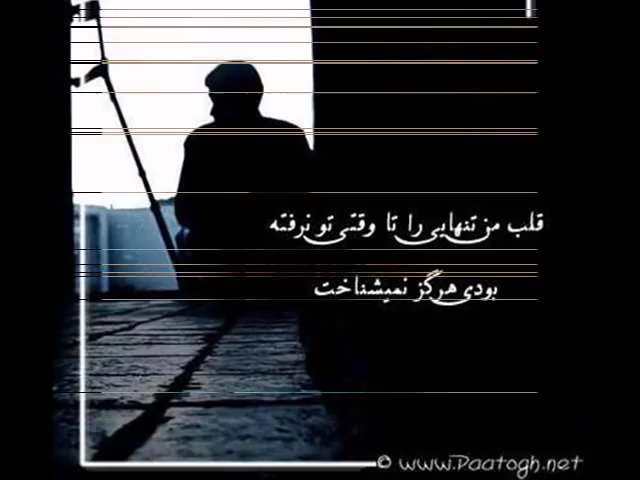 قلب من تنهایی را تا وقتی تو نرفته
بودی هرگز نمیشناخت
© www.Paatogh.net